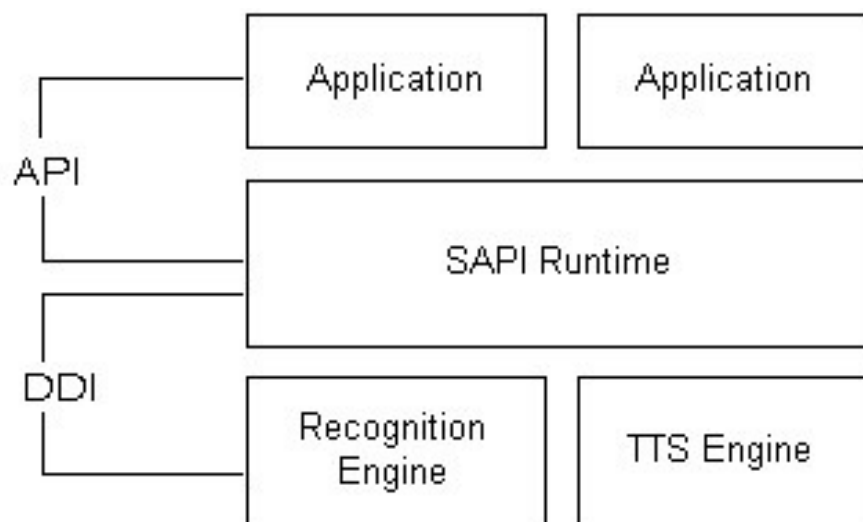 Application
Application
API
SAPI Runtime
DDI
Recognition
Engine
TTS Engine